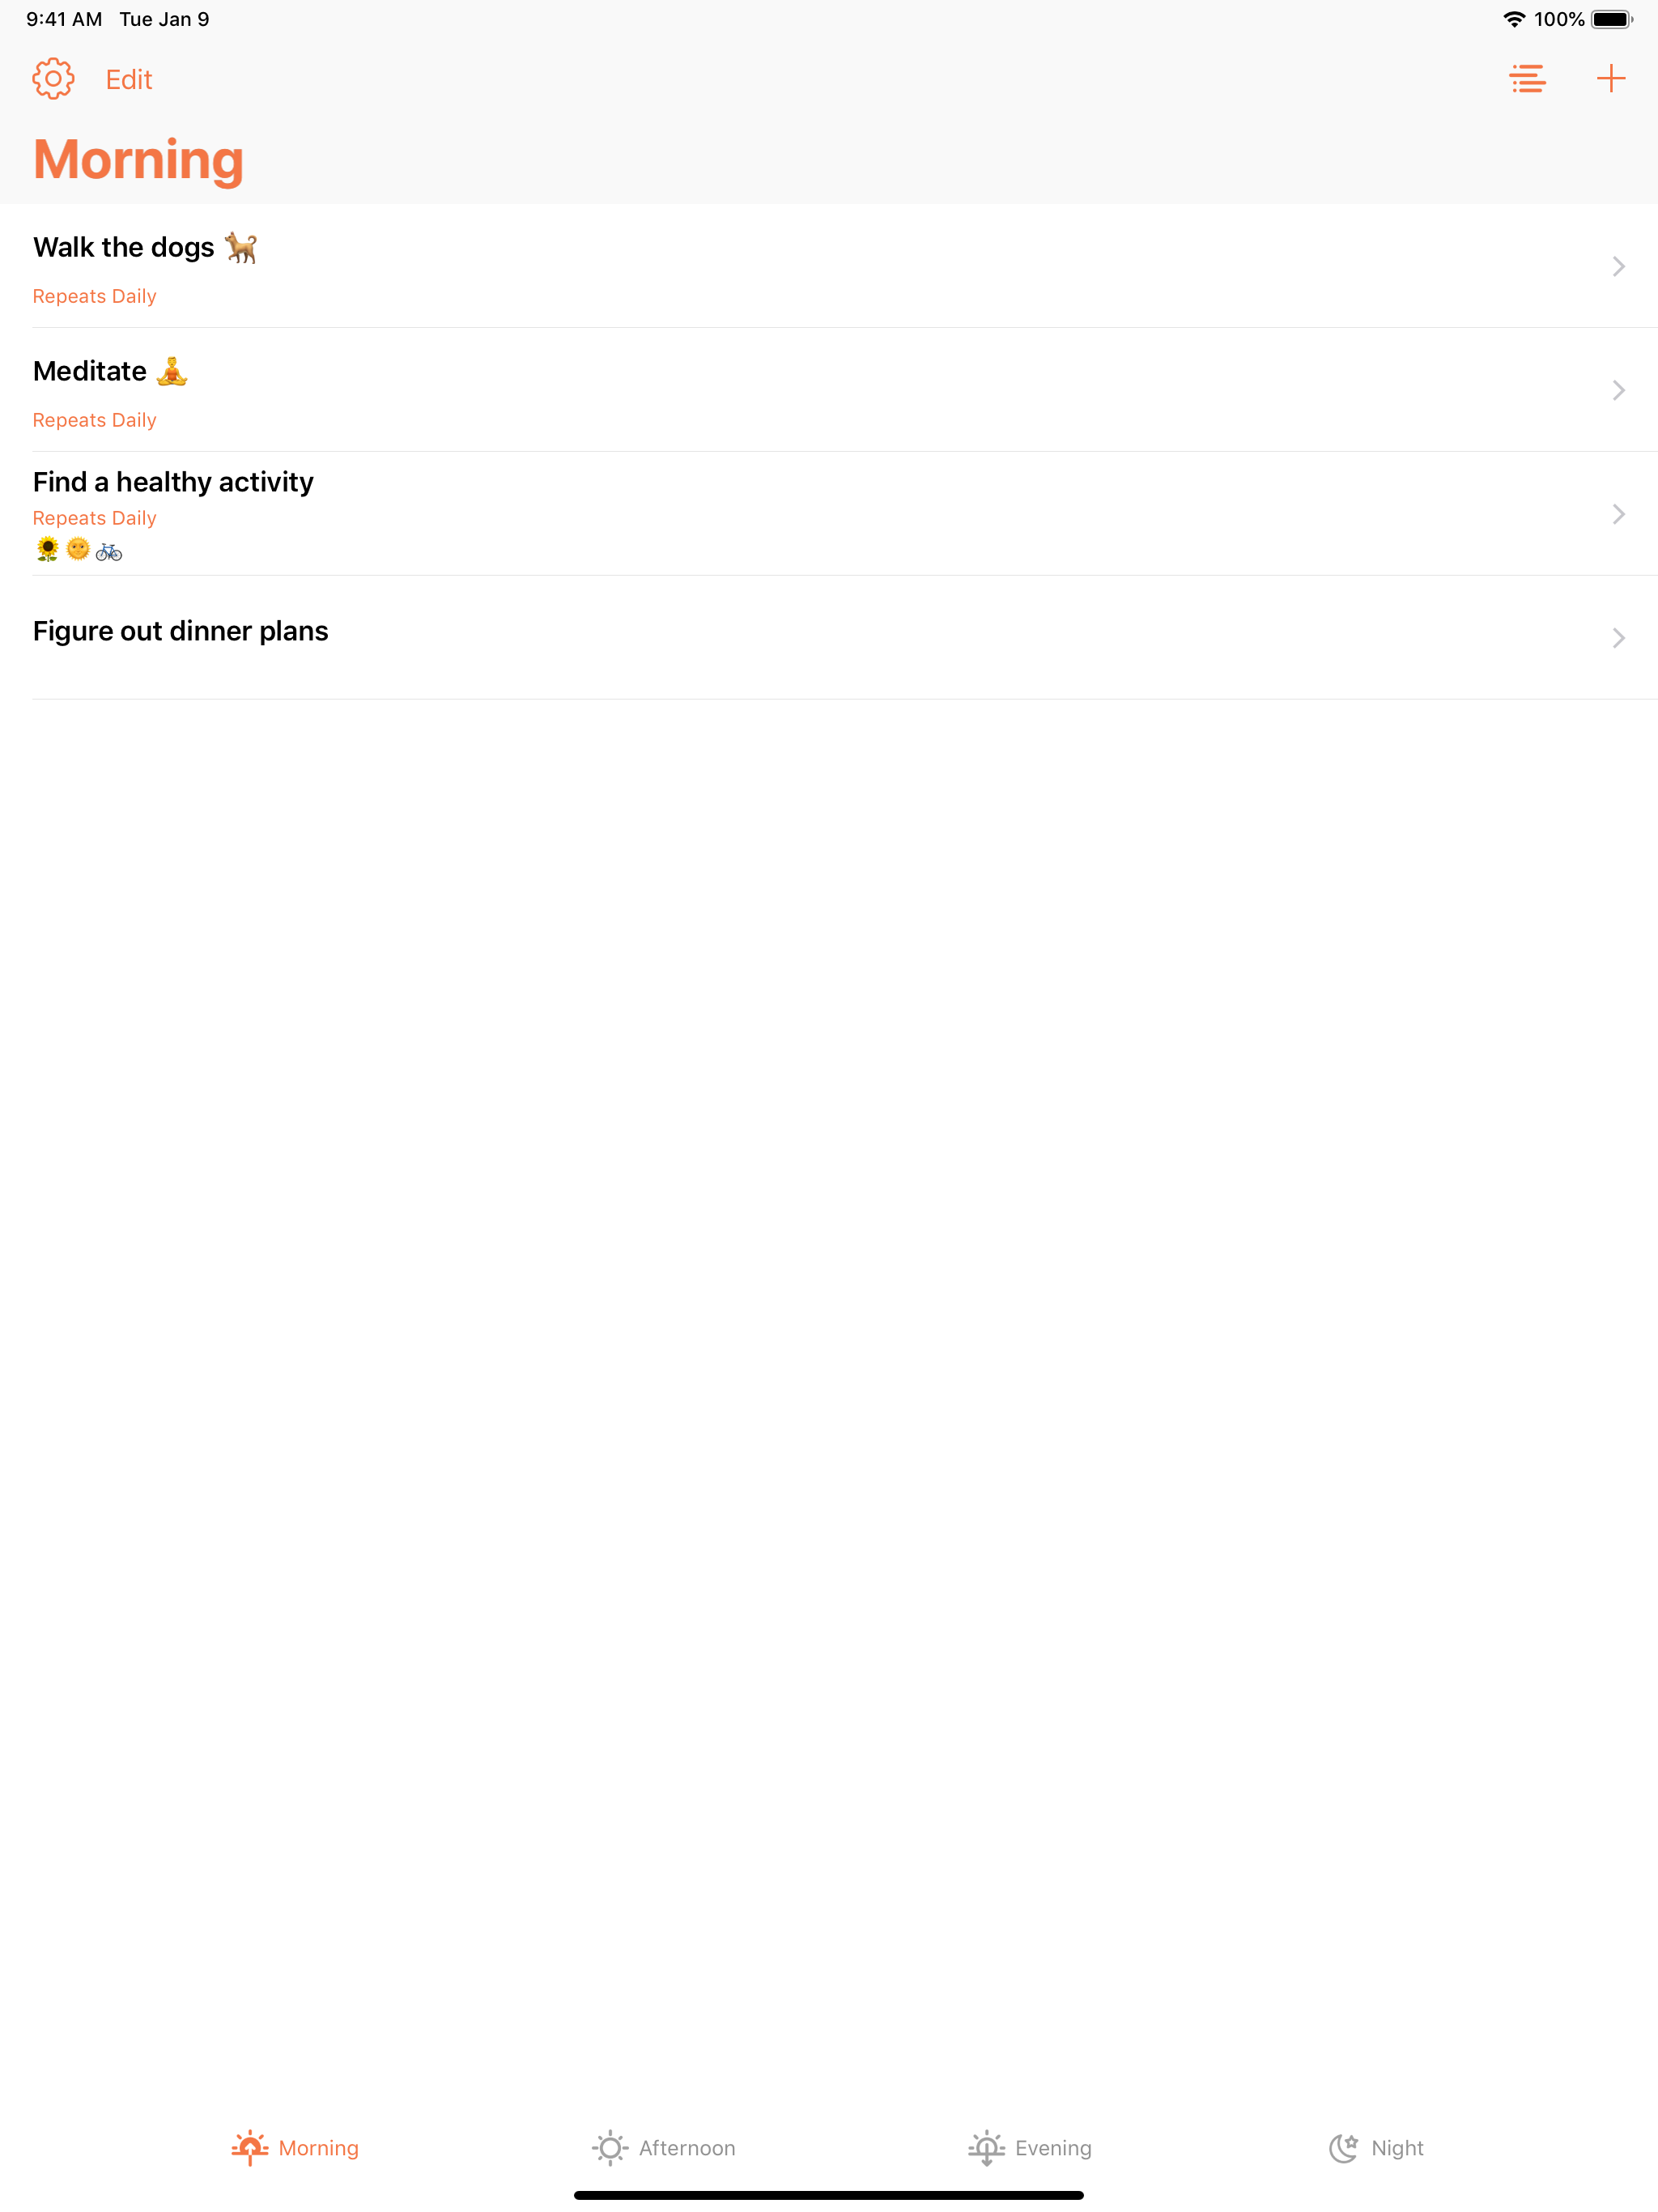 9:41 AM Tue Jan 9 100%
Edit
Morning
Walk the dogs 🐕
Repeats Daily
Meditate 🧘
Repeats Daily
Find a healthy activity
Repeats Daily
🌻🌞🚲
Figure out dinner plans
Morning Afternoon Evening Night